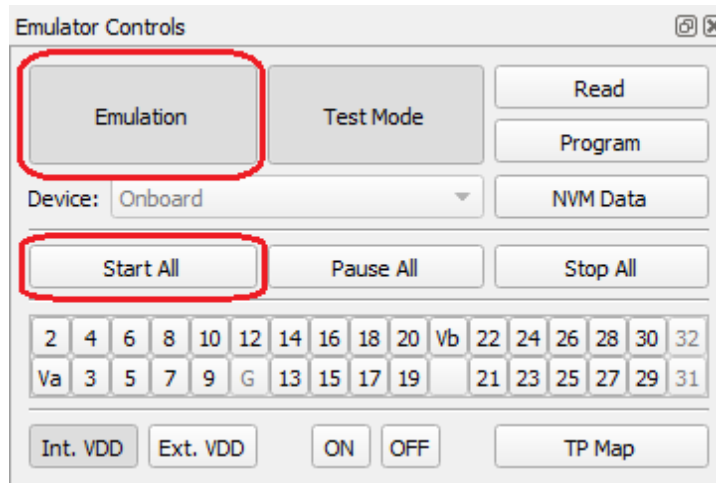 Emulator Controls
Emulation Test Mode Read
Program
Device: Onboard NVM Data
Start All Pause All Stop All
2 4 6 8 10 12 14 16 18 20 Vb 22 24 26 28 30 32
Va 3 5 7 9 G 13 15 17 19 21 23 25 27 29 31
Int. VDD Ext. VDD ON OFF TP Map